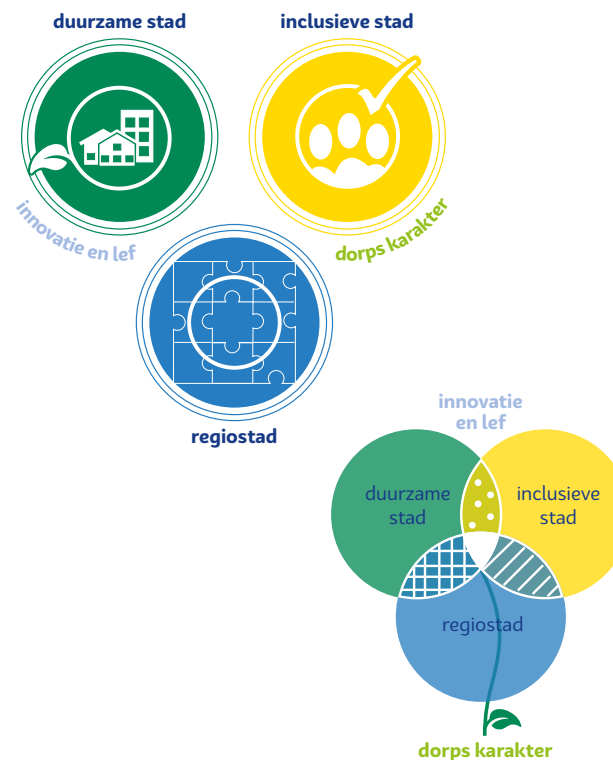 duurzame stad
inclusieve stad
innovatie en lef
dorps karakter
regiostad
innovatie
en lef
duurzame
stad
inclusieve
stad
regiostad
dorps karakter